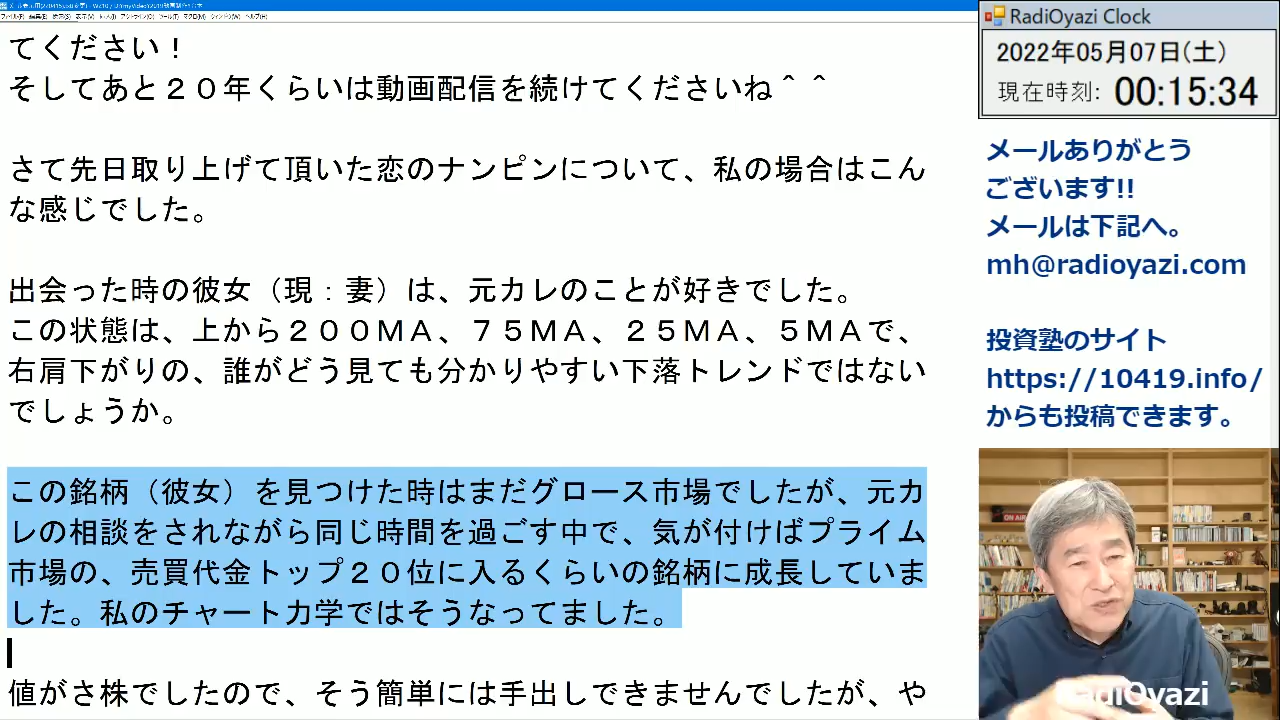 てください！
そしてあと２０年くらいは動画配信を続けてくださいね＾＾
さて先日取り上げて頂いた恋のナンピンについて、私の場合はこん
な感じでした。
出会った時の彼女（現：妻）は、元カレのことが好きでした。
この状態は、上から２００ＭＡ、７５ＭＡ、２５ＭＡ、５ＭＡで、
右肩下がりの、誰がどう見ても分かりやすい下落トレンドではない
でしょうか。
この銘柄（彼女）を見つけた時はまだグロース市場でしたが、元カ
レの相談をされながら同じ時間を過ごす中で、気が付けばプライム
市場の、売買代金トップ２０位に入るくらいの銘柄に成長していま
した。私のチャート力学ではそうなってました。
値がさ株でしたので、そう簡単には手出しできませんでしたが、や
RadiOyazi Clock
2022年05月07日(土)
現在時刻: 00:15:34
メールありがとう
ございます!!
メールは下記へ。
mh@radioyazi.com
投資塾のサイト
https://10419.info/
からも投稿できます。
ON AIR
RadiOyazi